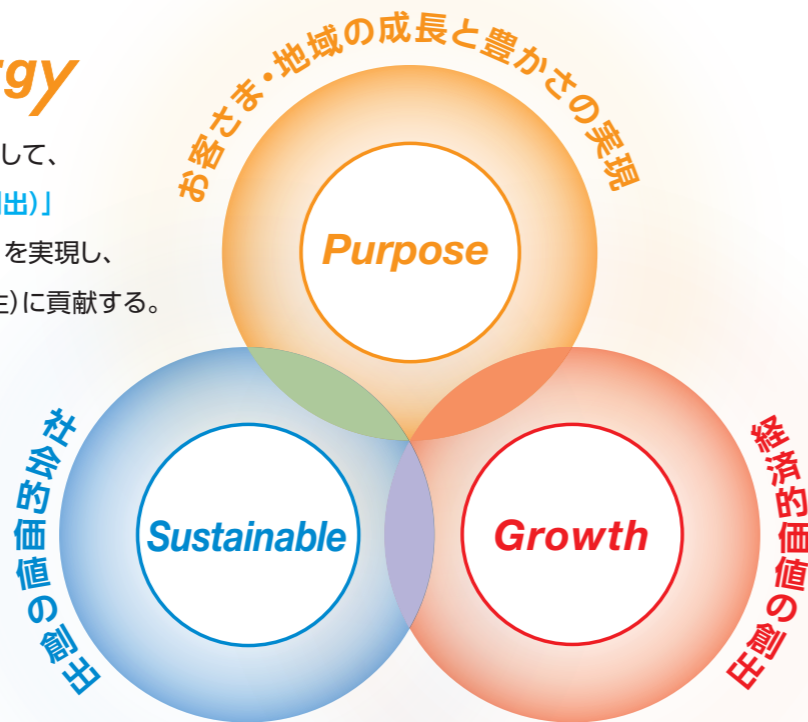 お客さま・地域の成長と豊かさの実現
rgy
して、
出)」
を実現し、
に貢献する。
Purpose
社会的価値の創出
Sustainable
Growth
経済的価値の創出